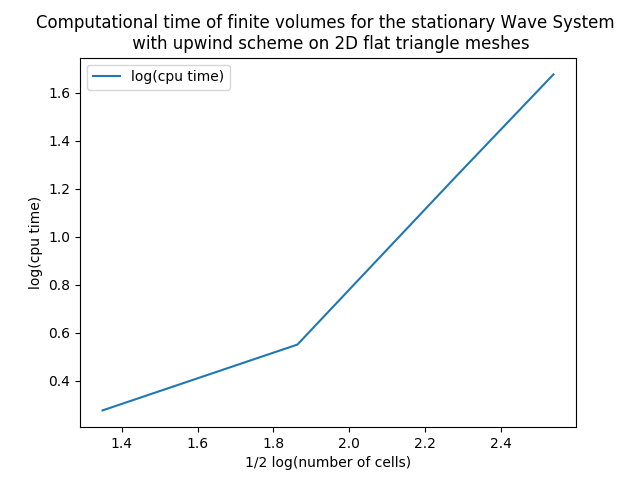 Computational time of finite volumes for the stationary Wave System
with upwind scheme on 2D flat triangle meshes
log(cpu time)
1.6
1.4
1.2
1.0
0.8
0.6
0.4
log(cpu time)
1.4 1.6 1.8 2.0 2.2 2.4
1/2 log(number of cells)